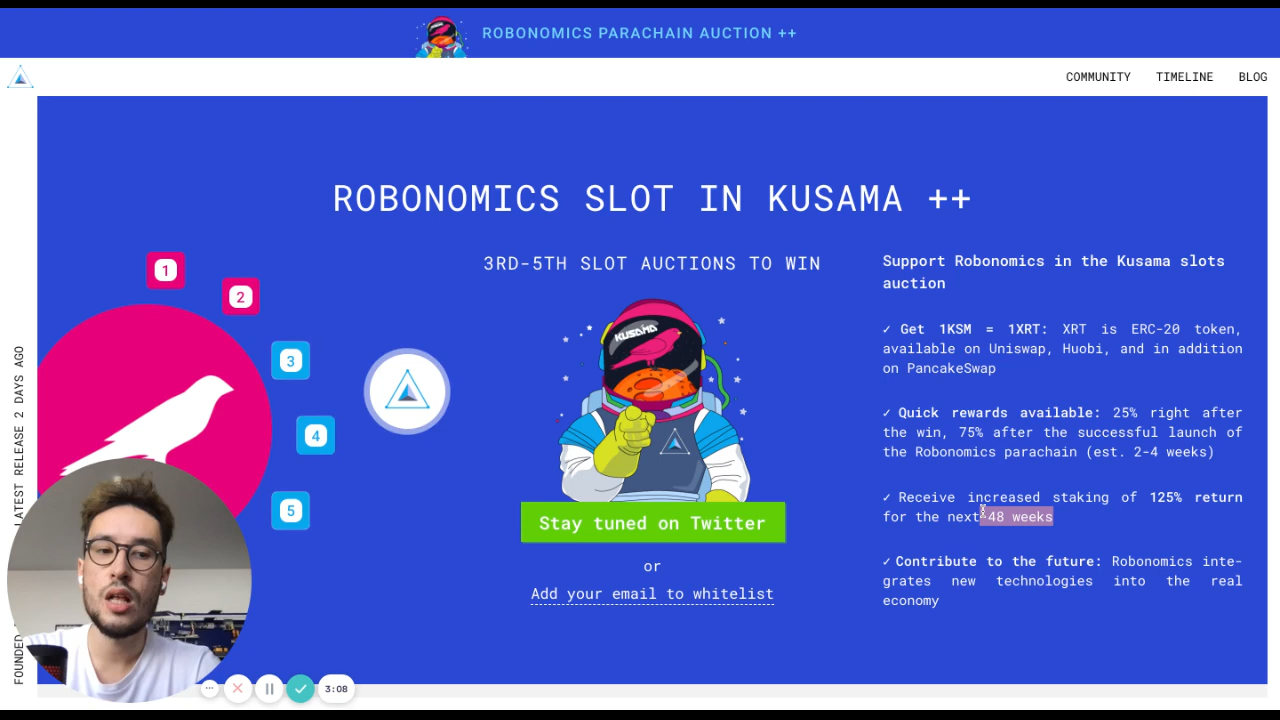 ROBONOMICS PARACHAIN AUCTION ++
COMMUNITY TIMELINE BLOG
ROBONOMICS SLOT IN KUSAMA ++
1
2
3
4
5
3RD-5TH SLOT AUCTIONS TO WIN
KUSAMA
Stay tuned on Twitter
or
Add your email to whitelist
Support Robonomics in the Kusama slots
auction
✓ Get 1KSM = 1XRT: XRT is ERC-20 token,
available on Uniswap, Huobi, and in addition
on PancakeSwap
✓ Quick rewards available: 25% right after
the win, 75% after the successful launch of
the Robonomics parachain (est. 2-4 weeks)
✓ Receive increased staking of 125% return
for the next 48 weeks
✓ Contribute to the future: Robonomics inte-
grates new technologies into the real
economy
FOUNDED
LATEST RELEASE 2 DAYS AGO
3:08